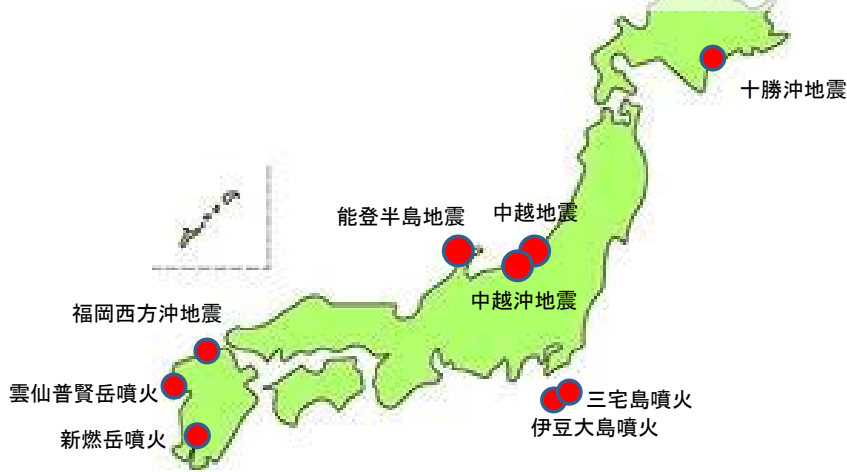 十勝沖地震
能登半島地震
中越地震
中越沖地震
福岡西方沖地震
雲仙普賢岳噴火
三宅島噴火
伊豆大島噴火
新燃岳噴火